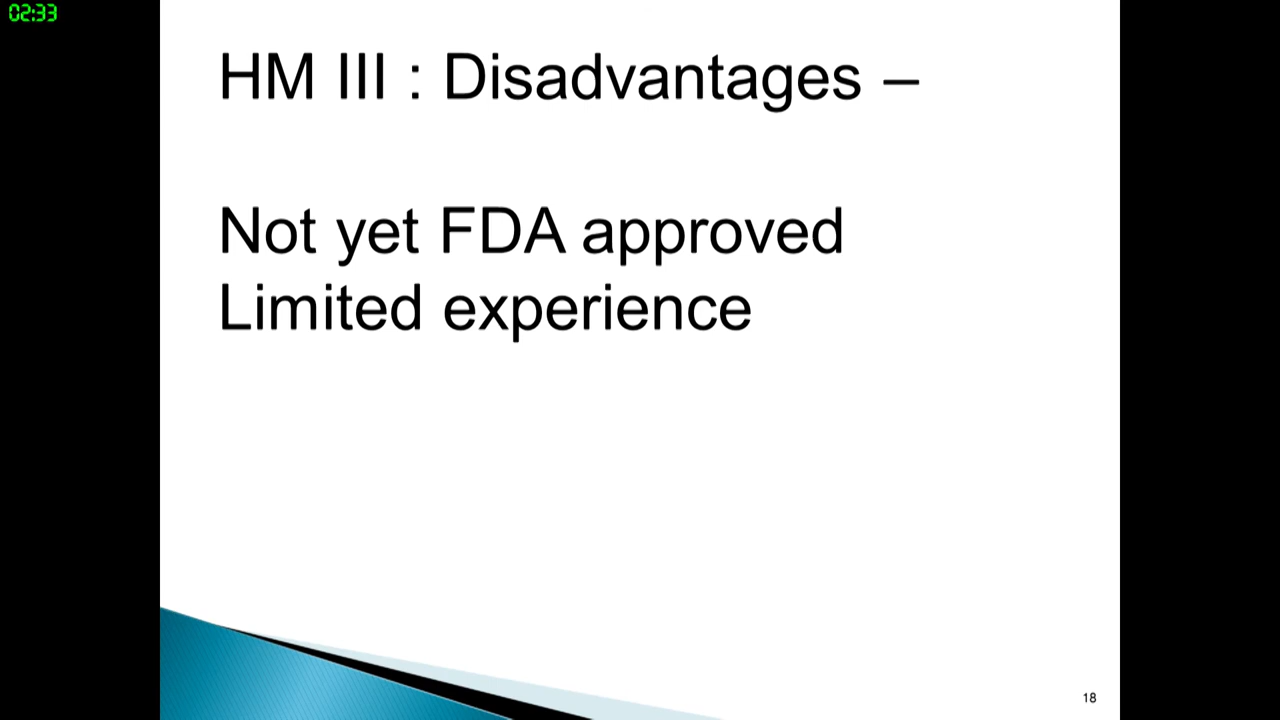 02:33
HM III : Disadvantages –
Not yet FDA approved
Limited experience
18